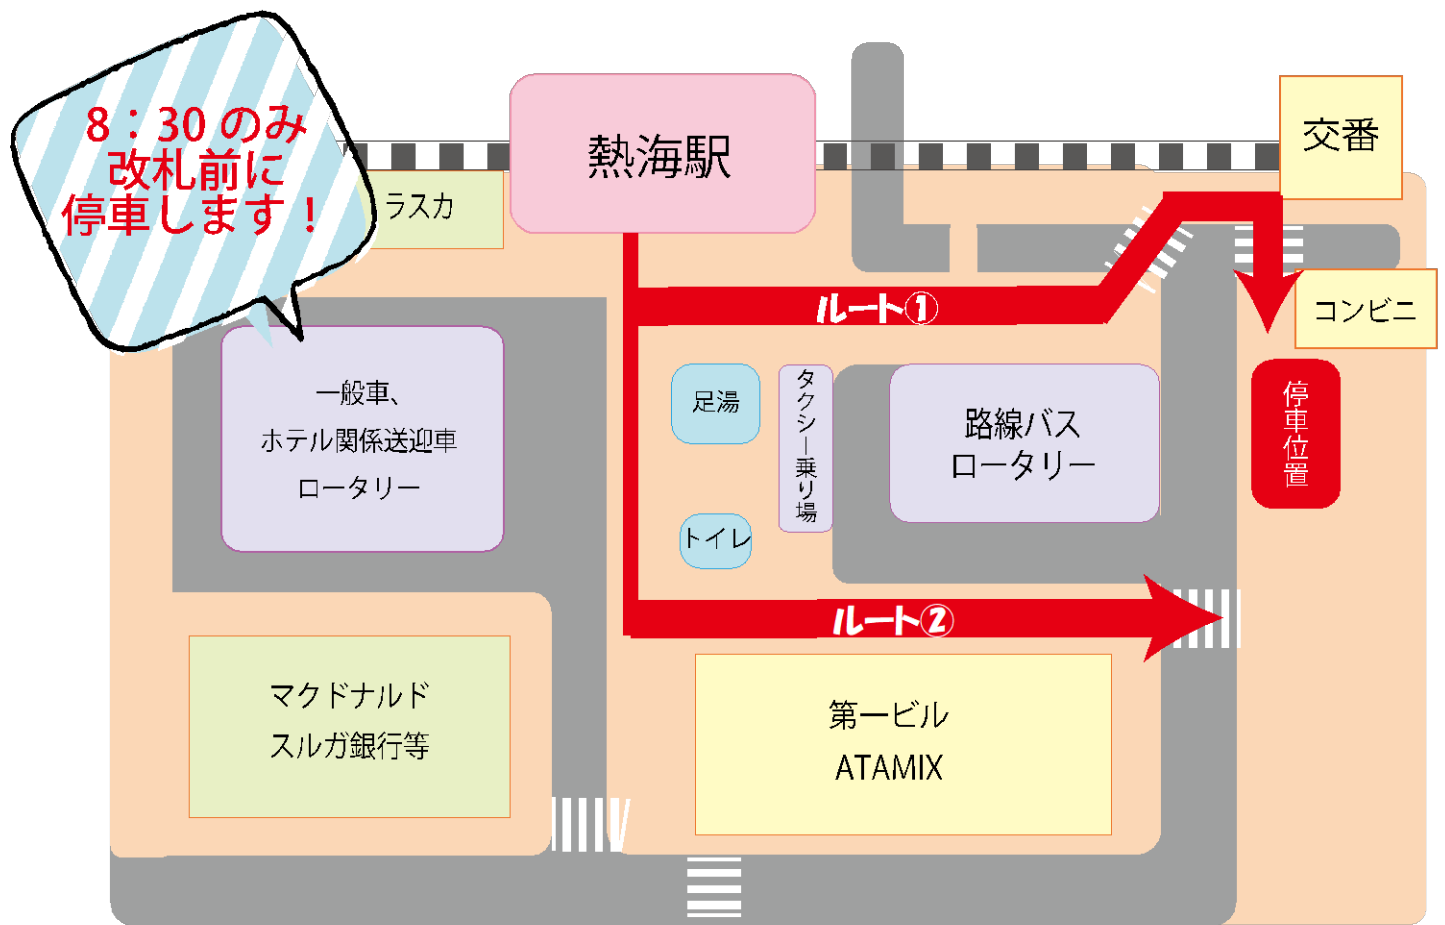 8：30のみ
改札前に
停車します！
熱海駅
交番
ラスカ
ルート①
コンビニ
一般車、
ホテル関係送迎車
ロータリー
足湯
タクシー乗り場
路線バス
ロータリー
停車位置
トイレ
ルート②
マクドナルド
スルガ銀行等
第一ビル
ATAMIX